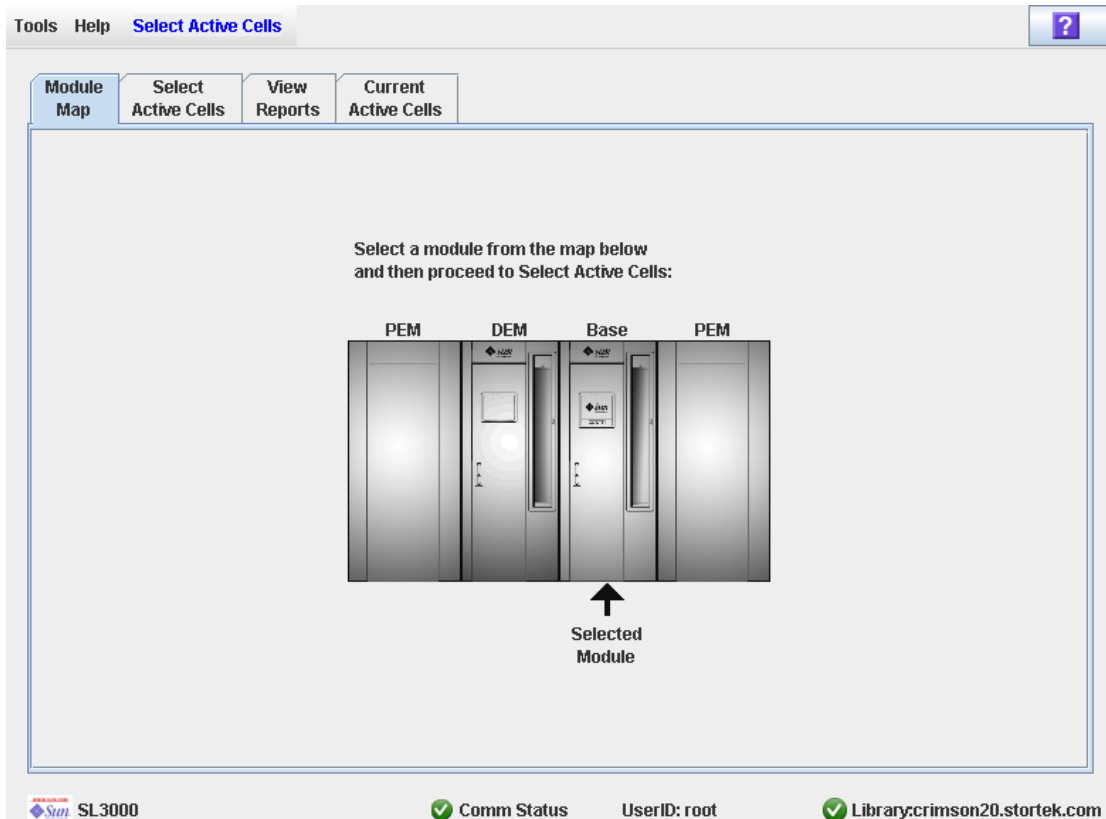 Tools Help Select Active Cells ?
Module Map
Select Active Cells
View Reports
Current Active Cells
Select a module from the map below
and then proceed to Select Active Cells:
PEM DEM Base PEM
Sun
Selected
Module
Sun SL3000 Comm Status UserID: root Library:crimson20.stortek.com